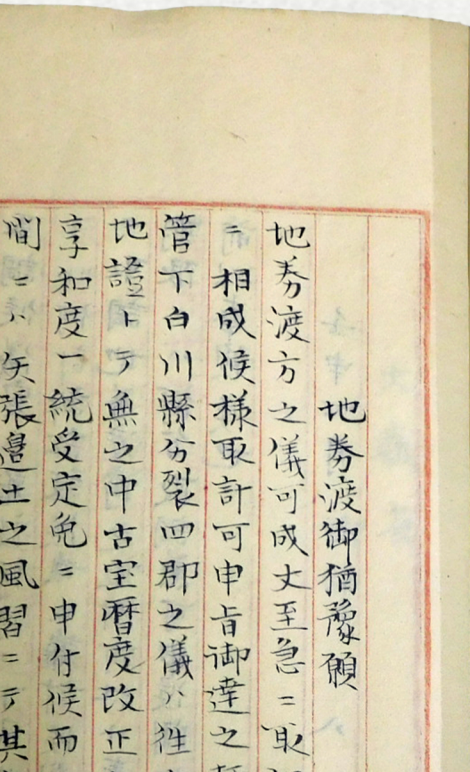 地券渡御猶豫願
地券渡方之儀可成丈至急ニ取
ニ相成候様取計可申旨御達之
管下白川縣分裂四郡之儀ハ往
地證トテ無之中古宝暦度改正
享和度一統受定免ニ申付候而
間ニハ矢張邉土之風習ニテ其